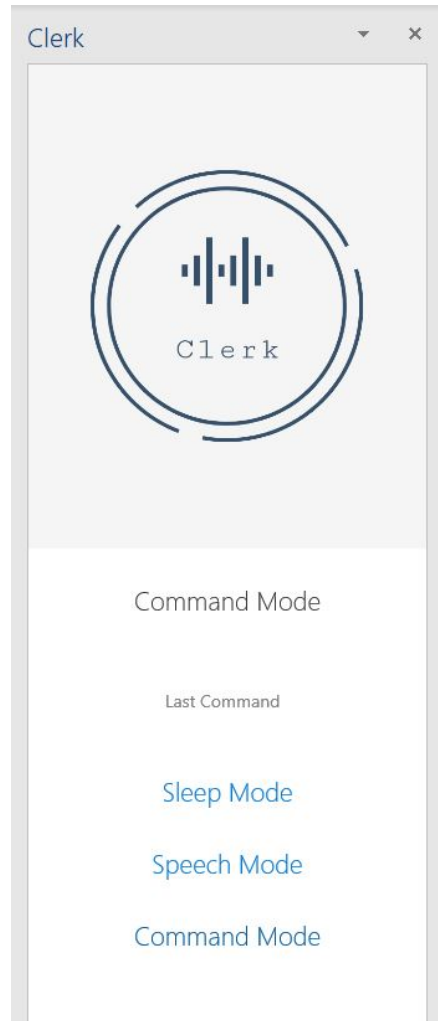 Clerk
Clerk
Command Mode
Last Command
Sleep Mode
Speech Mode
Command Mode